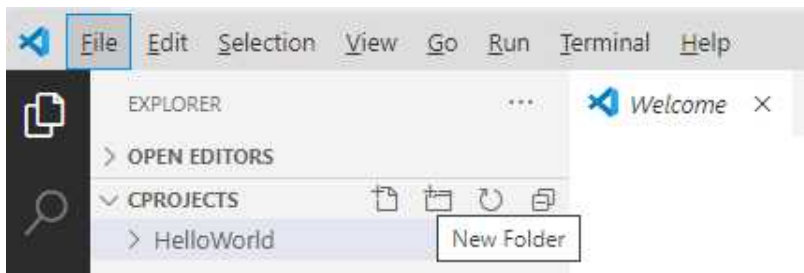 File Edit Selection View Go Run Terminal Help
EXPLORER ... Welcome
OPEN EDITORS
CPROJECTS
HelloWorld New Folder